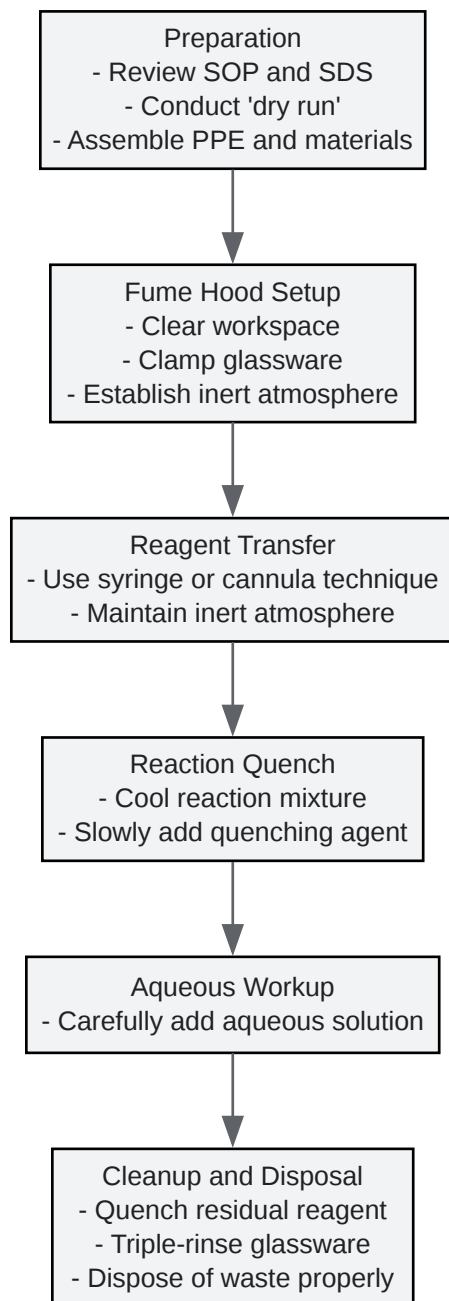 Preparation
- Review SOP and SDS
- Conduct 'dry run'
- Assemble PPE and materials
Fume Hood Setup
- Clear workspace
- Clamp glassware
- Establish inert atmosphere
Reagent Transfer
- Use syringe or cannula technique
- Maintain inert atmosphere
Reaction Quench
- Cool reaction mixture
- Slowly add quenching agent
Aqueous Workup
- Carefully add aqueous solution
Cleanup and Disposal
- Quench residual reagent
- Triple-rinse glassware
- Dispose of waste properly